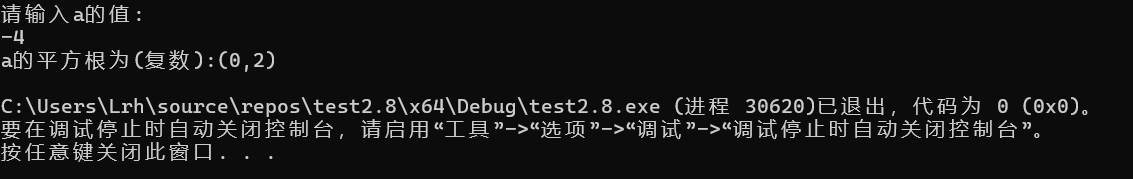 请输入a的值:
-4
a的平方根为(复数):(0,2)
C:\Users\Lrh\source\repos\test2.8\x64\Debug\test2.8.exe (进程 30620)已退出，代码为 0 (0x0)。
要在调试停止时自动关闭控制台，请启用“工具”->“选项”->“调试”->“调试停止时自动关闭控制台”。
按任意键关闭此窗口. . .